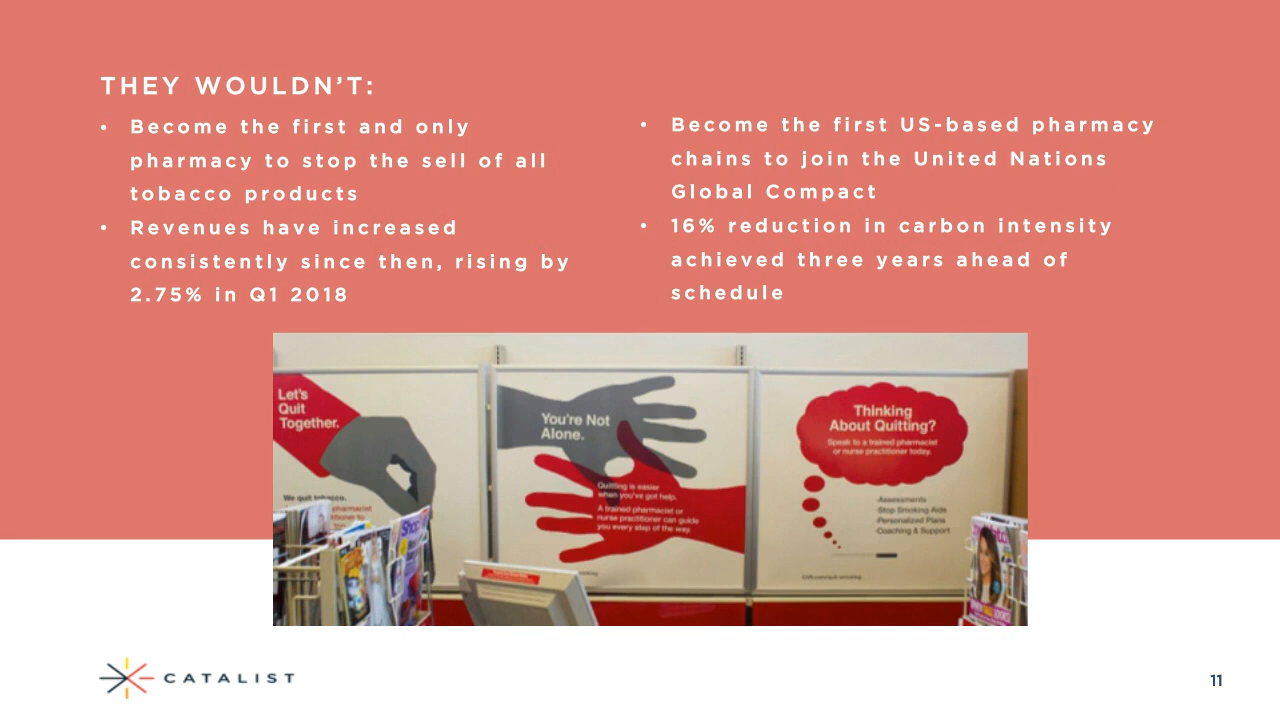 THEY WOULDN'T:
• Become the first and only
pharmacy to stop the sell of all
tobacco products
• Revenues have increased
consistently since then, rising by
2.75% in Q1 2018
• Become the first US-based pharmacy
chains to join the United Nations
Global Compact
• 16% reduction in carbon intensity
achieved three years ahead of
schedule
Let's
Quit
Together.
We quit tobacco.
pharmacist
You're Not
Alone.
Quitting is easier
when you've got help.
A trained pharmacist or
nurse practitioner can guide
you every step of the way.
Thinking
About Quitting?
Speak to a trained pharmacist
or nurse practitioner today.
·Assessments
·Stop Smoking Aids
·Personalized Plans
·Coaching & Support
CATALIST
11